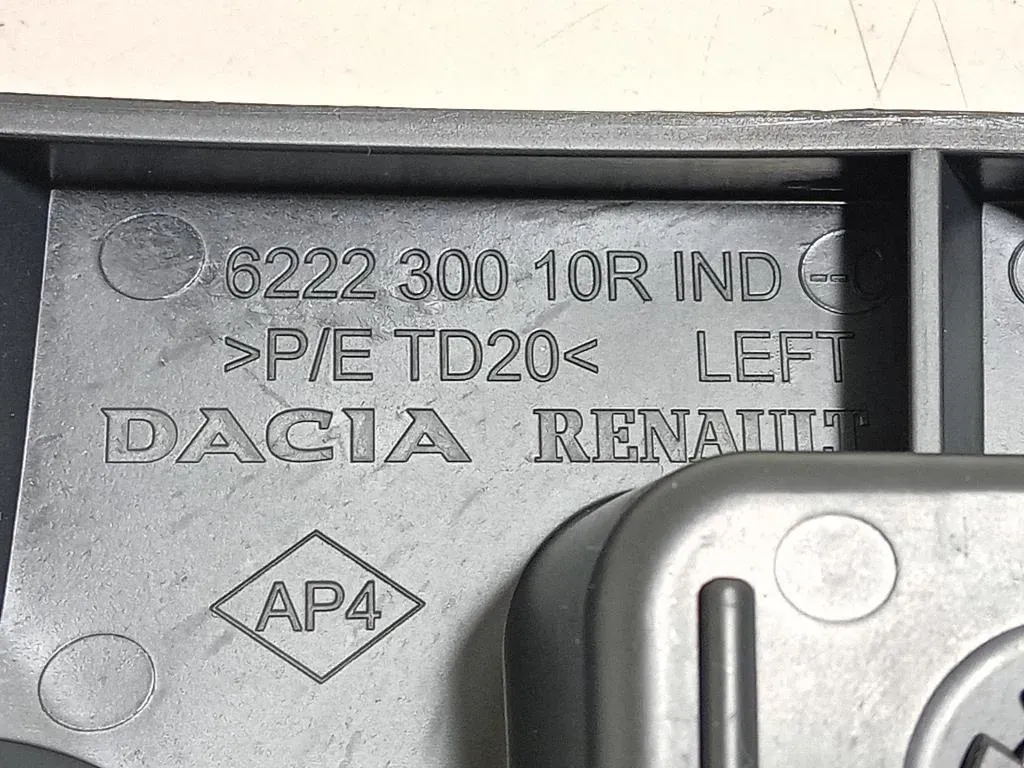 6222 300 10R IND --C
>P/E TD20< LEFT
DACIA RENAULT
AP4